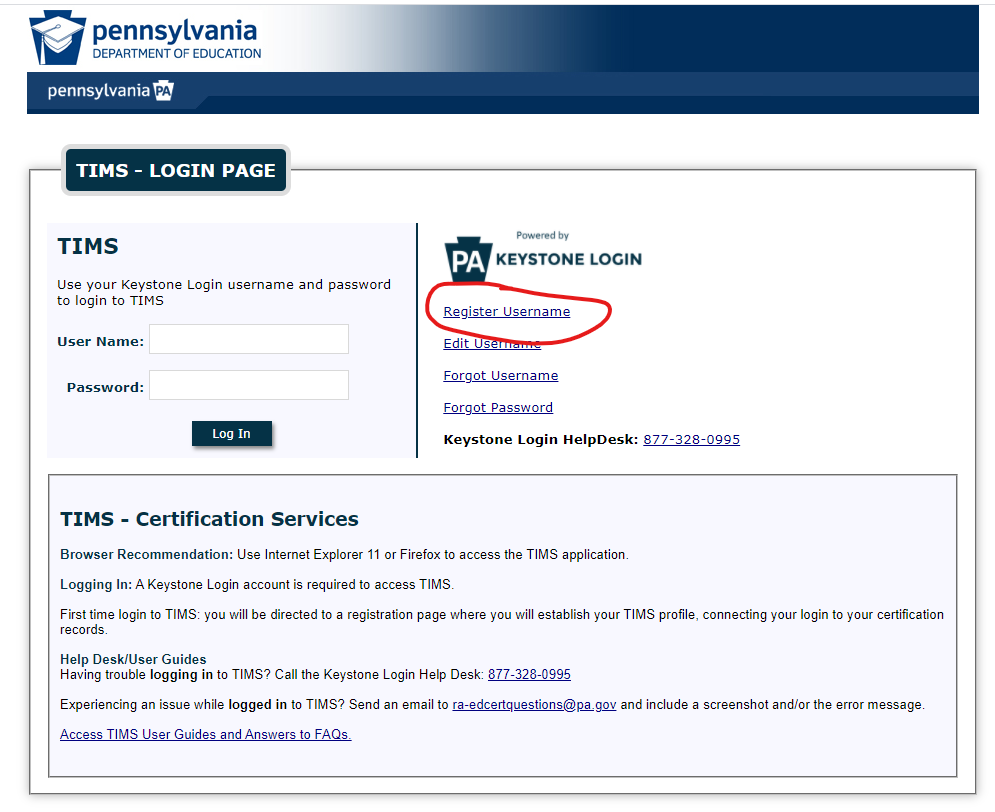 pennsylvania
DEPARTMENT OF EDUCATION
pennsylvania PA
TIMS - LOGIN PAGE
TIMS
Use your Keystone Login username and password
to login to TIMS
User Name:
Password:
Log In
Powered by
PA KEYSTONE LOGIN
Register Username
Edit Username
Forgot Username
Forgot Password
Keystone Login HelpDesk: 877-328-0995
TIMS - Certification Services
Browser Recommendation: Use Internet Explorer 11 or Firefox to access the TIMS application.
Logging In: A Keystone Login account is required to access TIMS.
First time login to TIMS: you will be directed to a registration page where you will establish your TIMS profile, connecting your login to your certification
records.
Help Desk/User Guides
Having trouble logging in to TIMS? Call the Keystone Login Help Desk: 877-328-0995
Experiencing an issue while logged in to TIMS? Send an email to ra-edcertquestions@pa.gov and include a screenshot and/or the error message.
Access TIMS User Guides and Answers to FAQs.